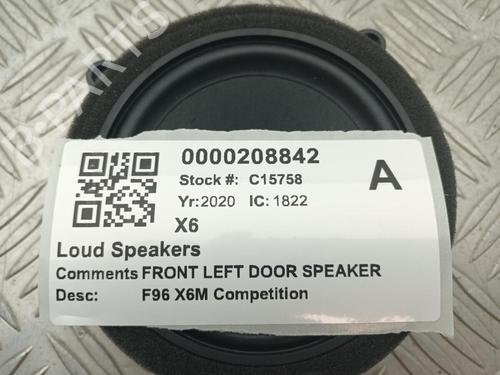 B-PARTS
0000208842
Stock #: C15758
A
Yr: 2020 IC: 1822
X6
Loud Speakers
Comments FRONT LEFT DOOR SPEAKER
Desc: F96 X6M Competition